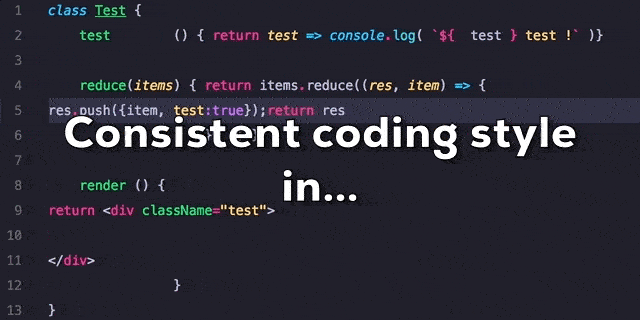 1 class Test {
2 test () { return test => console.log( `${ test } test !` )}
3
4 reduce(items) { return items.reduce((res, item) => {
5 res.push({item, test:true});return res
Consistent coding style
6
7
in...
8 render () {
9 return <div className="test">
10
11 </div>
12 }
13 }